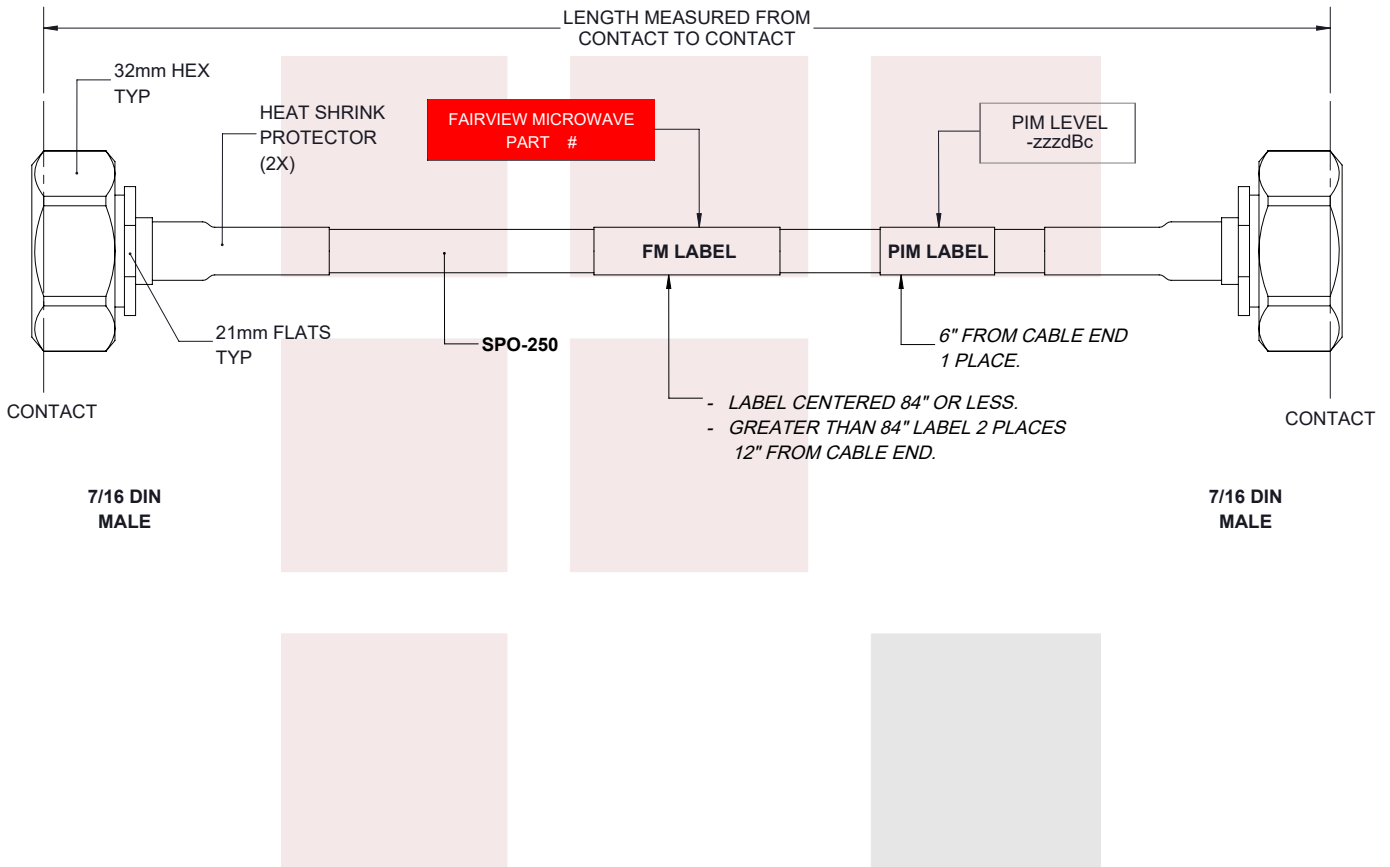 LENGTH MEASURED FROM
CONTACT TO CONTACT
32mm HEX
TYP
HEAT SHRINK
PROTECTOR
(2X)
FAIRVIEW MICROWAVE
PART #
PIM LEVEL
-zzzdBc
FM LABEL
PIM LABEL
21mm FLATS
TYP
SPO-250
6" FROM CABLE END
1 PLACE.
- LABEL CENTERED 84" OR LESS.
- GREATER THAN 84" LABEL 2 PLACES
12" FROM CABLE END.
CONTACT
CONTACT
7/16 DIN
MALE
7/16 DIN
MALE